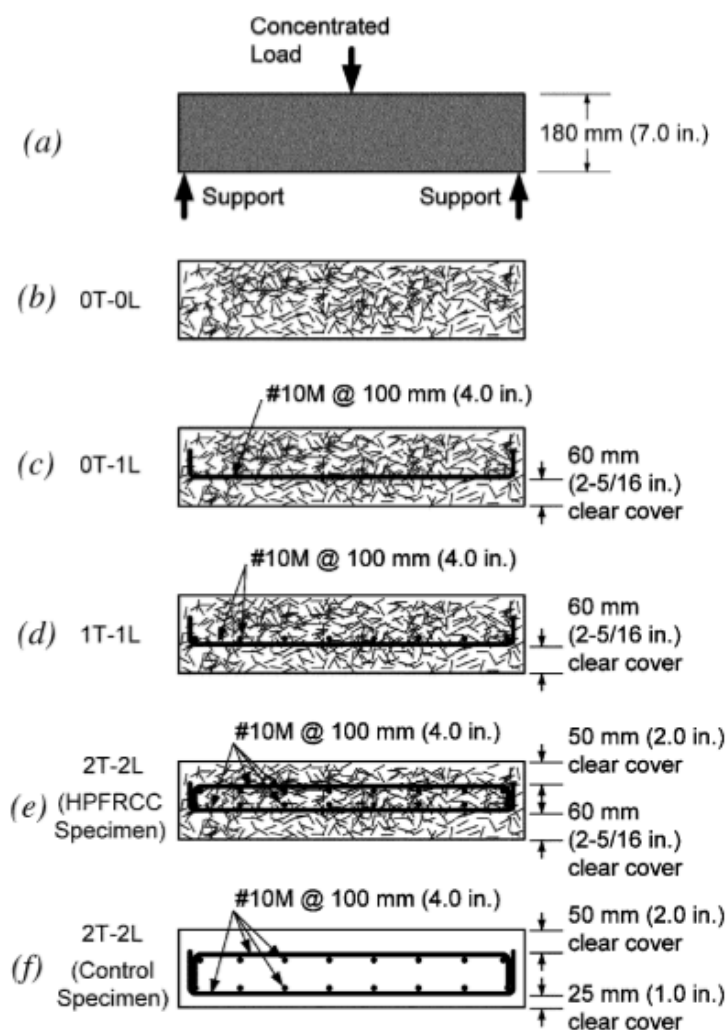 Concentrated
Load
(a)
180 mm (7.0 in.)
Support
Support
(b) 0T-0L
#10M @ 100 mm (4.0 in.)
(c) 0T-1L
60 mm
(2-5/16 in.)
clear cover
#10M @ 100 mm (4.0 in.)
(d) 1T-1L
60 mm
(2-5/16 in.)
clear cover
#10M @ 100 mm (4.0 in.)
2T-2L
(e) (HPFRCC
Specimen)
50 mm (2.0 in.)
clear cover
60 mm
(2-5/16 in.)
clear cover
#10M @ 100 mm (4.0 in.)
2T-2L
(f) (Control
Specimen)
50 mm (2.0 in.)
clear cover
25 mm (1.0 in.)
clear cover